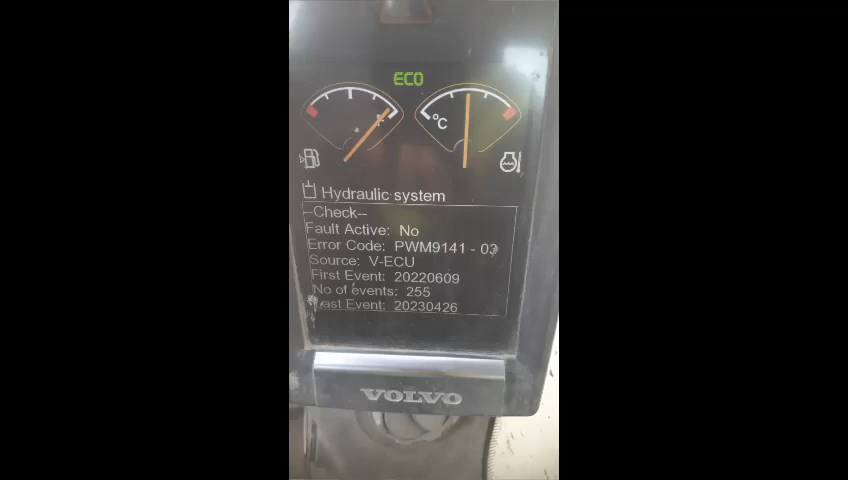 ECO
°C
Hydraulic system
--Check--
Fault Active: No
Error Code: PWM9141 - 03
Source: V-ECU
First Event: 20220609
No of events: 255
Last Event: 20230426
VOLVO